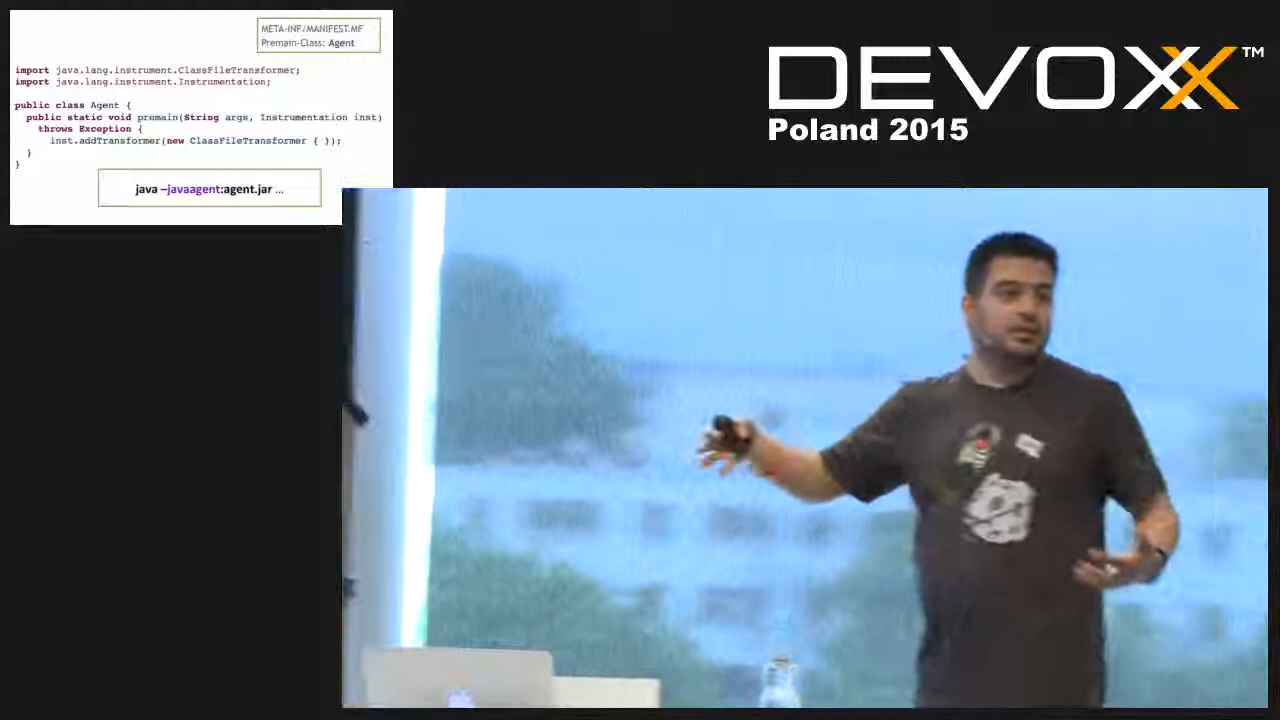 META-INF/MANIFEST.MF
Premain-Class: Agent
import java.lang.instrument.ClassFileTransformer;
import java.lang.instrument.Instrumentation;
public class Agent {
public static void premain(String args, Instrumentation inst)
throws Exception {
inst.addTransformer(new ClassFileTransformer { });
}
}
java –javaagent:agent.jar ...
DEVOXX™
Poland 2015